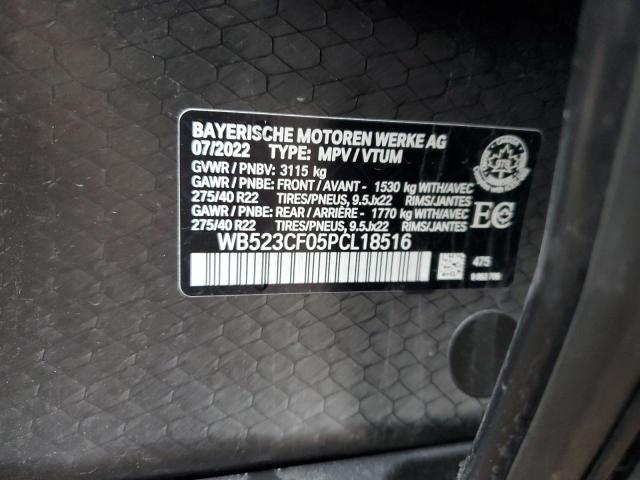 BAYERISCHE MOTOREN WERKE AG
07/2022 TYPE: MPV / VTUM
GVWR / PNBV: 3115 kg
GAWR / PNBE: FRONT / AVANT - 1530 kg WITH/AVEC
275/40 R22 TIRES/PNEUS, 9.5Jx22 RIMS/JANTES
GAWR / PNBE: REAR / ARRIÈRE - 1770 kg WITH/AVEC
275/40 R22 TIRES/PNEUS, 9.5Jx22 RIMS/JANTES
EC
WB523CF05PCL18516
475